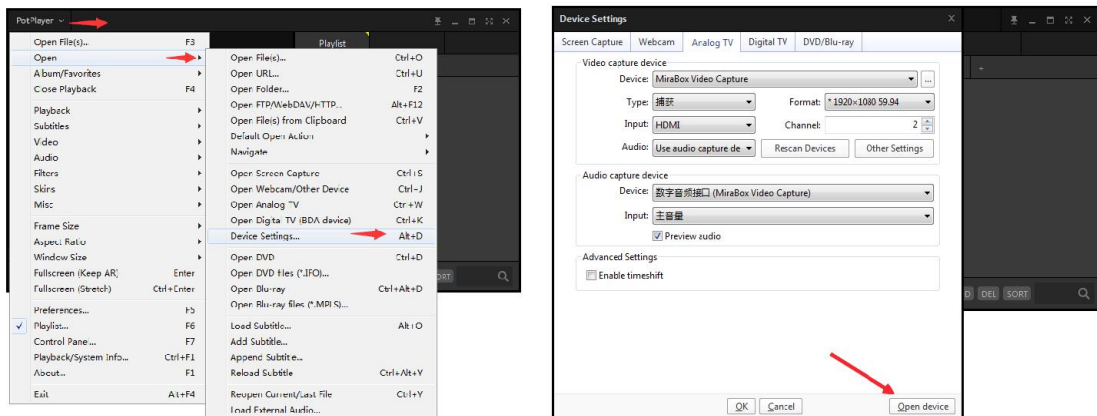 PotPlayer
Open File(s)... F3
Open
Album/Favorites
Close Playback F4
Playback
Subtitles
Video
Audio
Filters
Skins
Misc
Frame Size
Aspect Ratio
Window Size
Fullscreen (Keep AR) Enter
Fullscreen (Stretch) Ctrl+Enter
Preferences... F5
Playlist... F6
Control Panel... F7
Playback/System Info... Ctrl+F1
About... F1
Exit Alt+F4
Playlist
Open File(s)... Ctrl+O
Open URL... Ctrl+U
Open Folder... F2
Open FTP/WebDAV/HTTP... Alt+F12
Open File(s) from Clipboard Ctrl+V
Default Open Action
Navigate
Open Screen Capture Ctrl+S
Open Webcam/Other Device Ctrl+J
Open Analog TV Ctrl+W
Open Digital TV (BDA device) Ctrl+K
Device Settings... Alt+D
Open DVD Ctrl+D
Open DVD files (*.IFO)...
Open Blu-ray Ctrl+Alt+D
Open Blu-ray files (*.MPLS)...
Load Subtitle... Alt+O
Add Subtitle...
Append Subtitle...
Reload Subtitle Ctrl+Alt+Y
Reopen Current/Last File Ctrl+Y
Load External Audio...
Device Settings
Screen Capture Webcam Analog TV Digital TV DVD/Blu-ray
Video capture device
Device: MiraBox Video Capture ...
Type: 捕获 Format: * 1920×1080 59.94
Input: HDMI Channel: 2
Audio: Use audio capture de Rescan Devices Other Settings
Audio capture device
Device: 数字音频接口 (MiraBox Video Capture)
Input: 主音量
Preview audio
Advanced Settings
Enable timeshift
OK Cancel Open device
DEL SORT